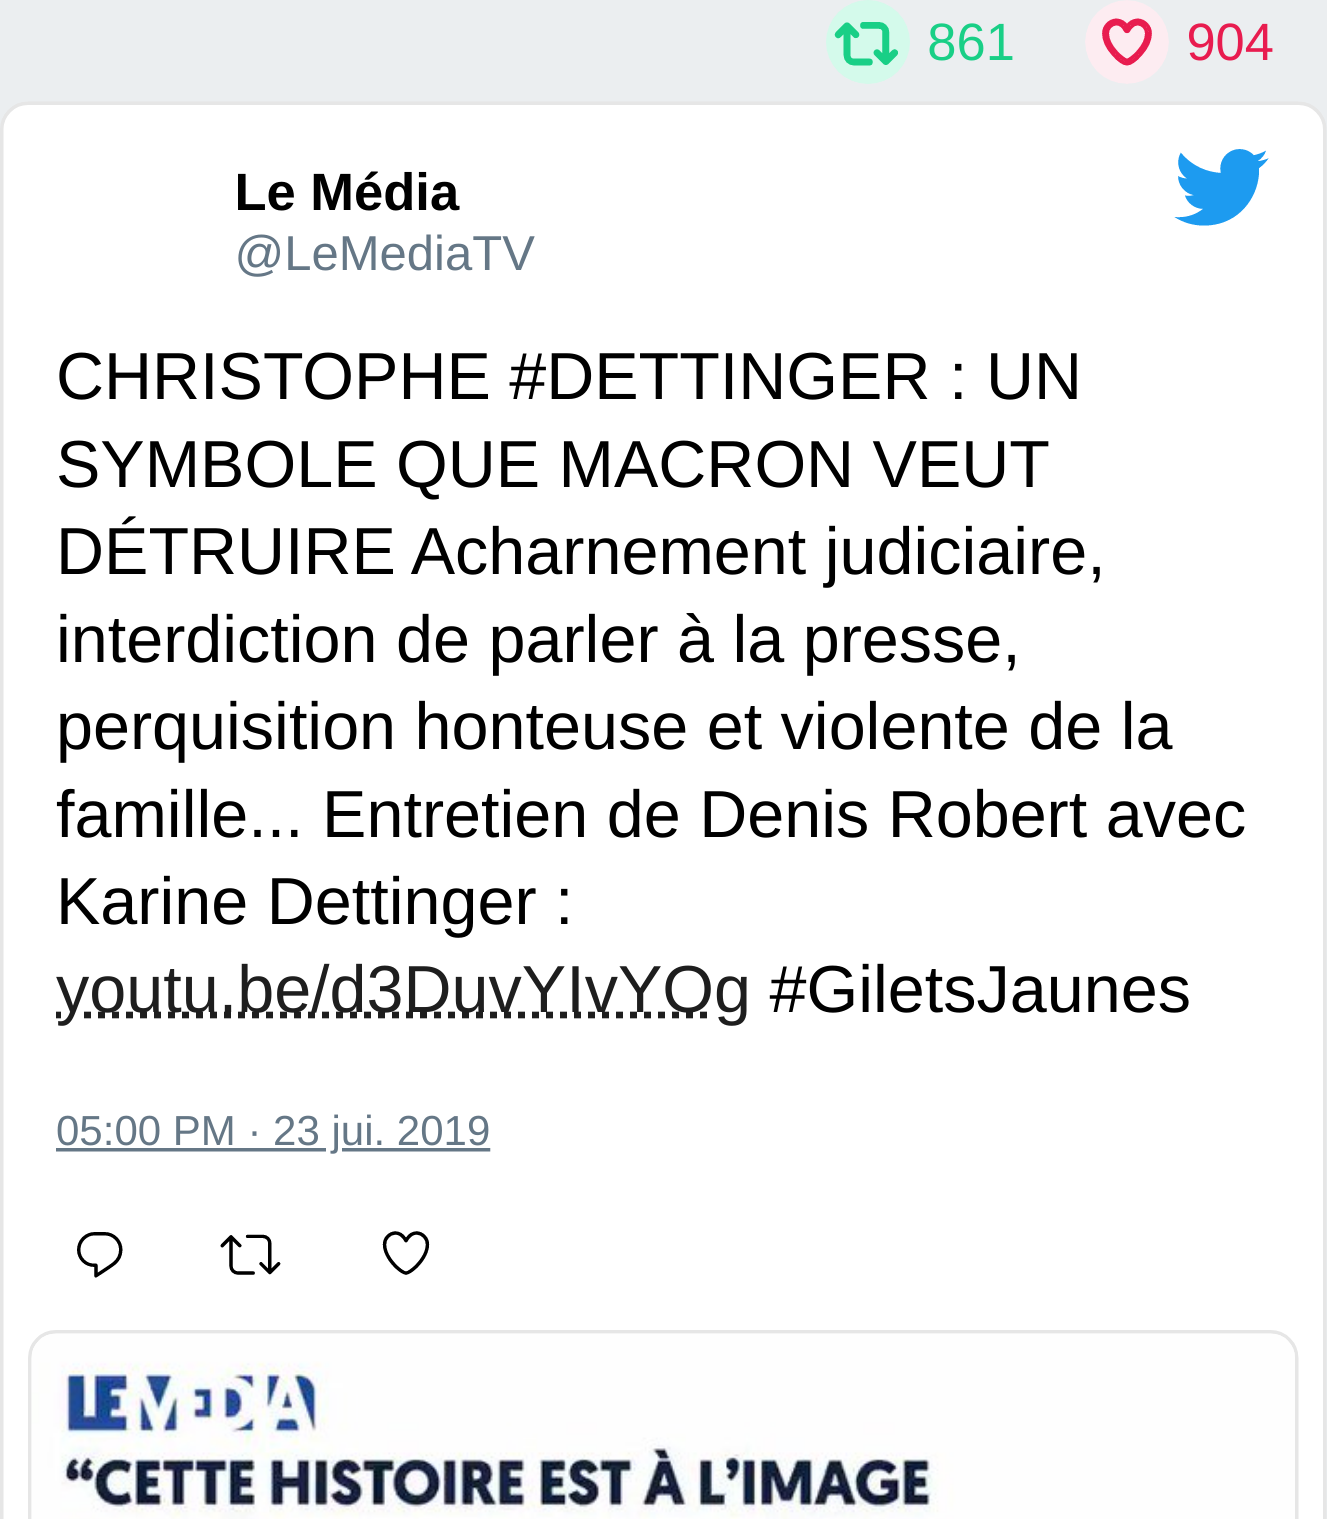 861 904
Le Média
@LeMediaTV
CHRISTOPHE #DETTINGER : UN
SYMBOLE QUE MACRON VEUT
DÉTRUIRE Acharnement judiciaire,
interdiction de parler à la presse,
perquisition honteuse et violente de la
famille... Entretien de Denis Robert avec
Karine Dettinger :
youtu.be/d3DuvYIvYOg #GiletsJaunes
05:00 PM · 23 jui. 2019
LE MEDIA
“CETTE HISTOIRE EST À L’IMAGE